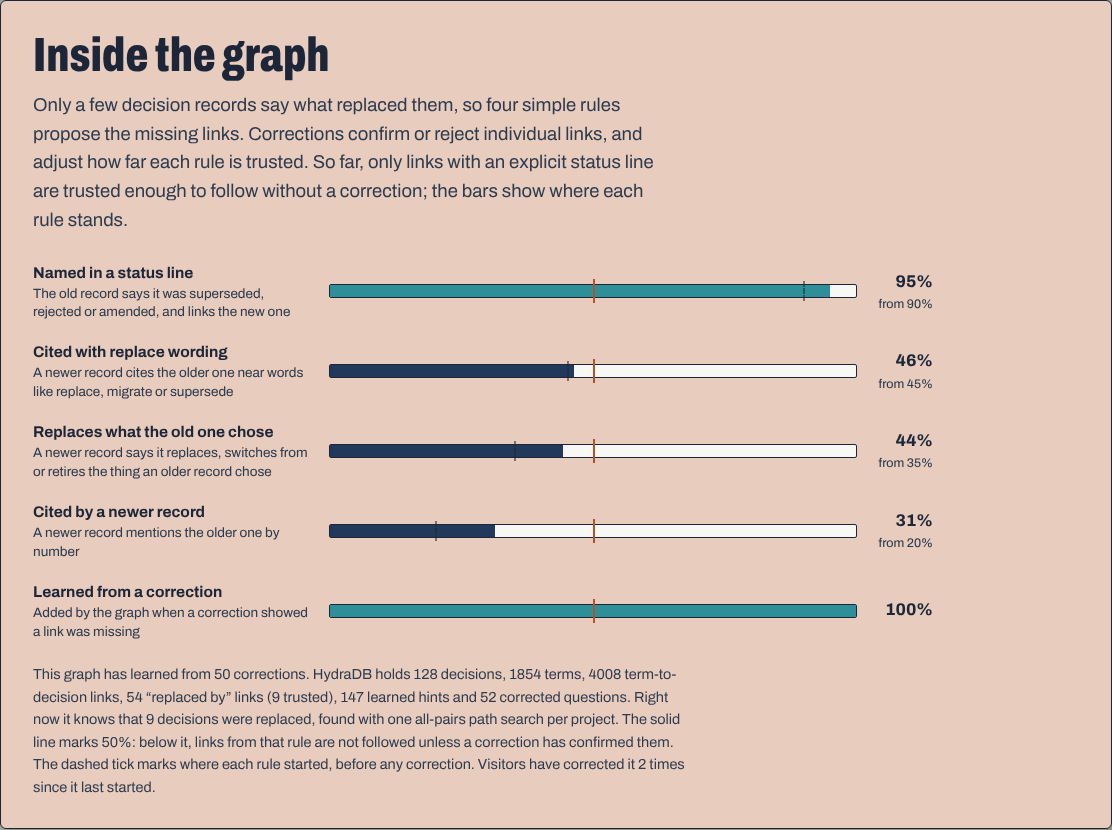 Inside the graph
Only a few decision records say what replaced them, so four simple rules
propose the missing links. Corrections confirm or reject individual links, and
adjust how far each rule is trusted. So far, only links with an explicit status line
are trusted enough to follow without a correction; the bars show where each
rule stands.
Named in a status line
The old record says it was superseded,
rejected or amended, and links the new one
95%
from 90%
Cited with replace wording
A newer record cites the older one near words
like replace, migrate or supersede
46%
from 45%
Replaces what the old one chose
A newer record says it replaces, switches from
or retires the thing an older record chose
44%
from 35%
Cited by a newer record
A newer record mentions the older one by
number
31%
from 20%
Learned from a correction
Added by the graph when a correction showed
a link was missing
100%
This graph has learned from 50 corrections. HydraDB holds 128 decisions, 1854 terms, 4008 term-to-
decision links, 54 “replaced by” links (9 trusted), 147 learned hints and 52 corrected questions. Right
now it knows that 9 decisions were replaced, found with one all-pairs path search per project. The solid
line marks 50%: below it, links from that rule are not followed unless a correction has confirmed them.
The dashed tick marks where each rule started, before any correction. Visitors have corrected it 2 times
since it last started.